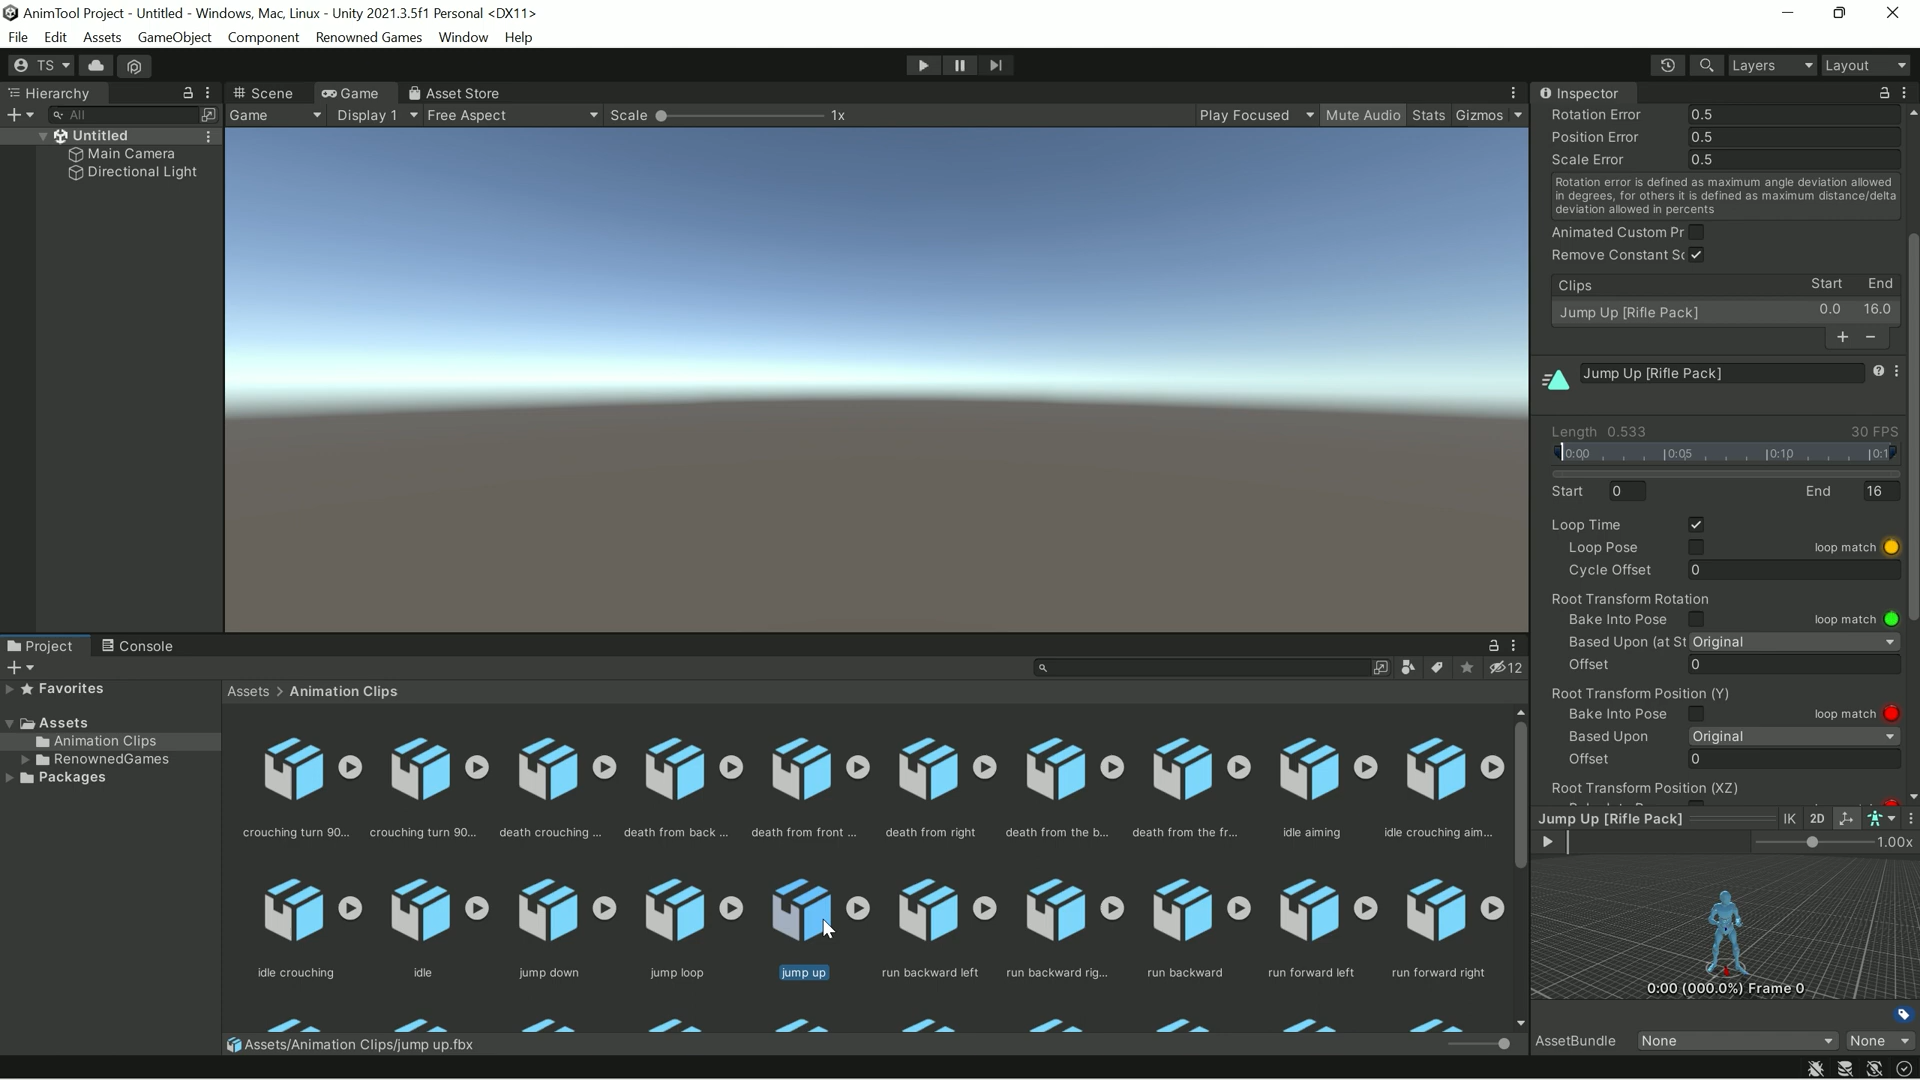 AnimTool Project - Untitled - Windows, Mac, Linux - Unity 2021.3.5f1 Personal <DX11>
File Edit Assets GameObject Component Renowned Games Window Help
TS Layers Layout
Hierarchy
All
Untitled
Main Camera
Directional Light
Scene Game Asset Store
Game Display 1 Free Aspect Scale 1x Play Focused Mute Audio Stats Gizmos
Inspector
Rotation Error 0.5
Position Error 0.5
Scale Error 0.5
Rotation error is defined as maximum angle deviation allowed
in degrees, for others it is defined as maximum distance/delta
deviation allowed in percents
Animated Custom Pr
Remove Constant Sc
Clips Start End
Jump Up [Rifle Pack] 0.0 16.0
+ −
Jump Up [Rifle Pack]
Length 0.533 30 FPS
0:00 0:05 0:10 0:1
Start 0 End 16
Loop Time
Loop Pose loop match
Cycle Offset 0
Root Transform Rotation
Bake Into Pose loop match
Based Upon (at St Original
Offset 0
Root Transform Position (Y)
Bake Into Pose loop match
Based Upon Original
Offset 0
Root Transform Position (XZ)
Jump Up [Rifle Pack] IK 2D
1.00x
0:00 (000.0%) Frame 0
AssetBundle None None
Project Console
12
Favorites
Assets
Animation Clips
RenownedGames
Packages
Assets > Animation Clips
crouching turn 90... crouching turn 90... death crouching ... death from back ... death from front ... death from right death from the b... death from the fr... idle aiming idle crouching aim...
idle crouching idle jump down jump loop jump up run backward left run backward rig... run backward run forward left run forward right
Assets/Animation Clips/jump up.fbx